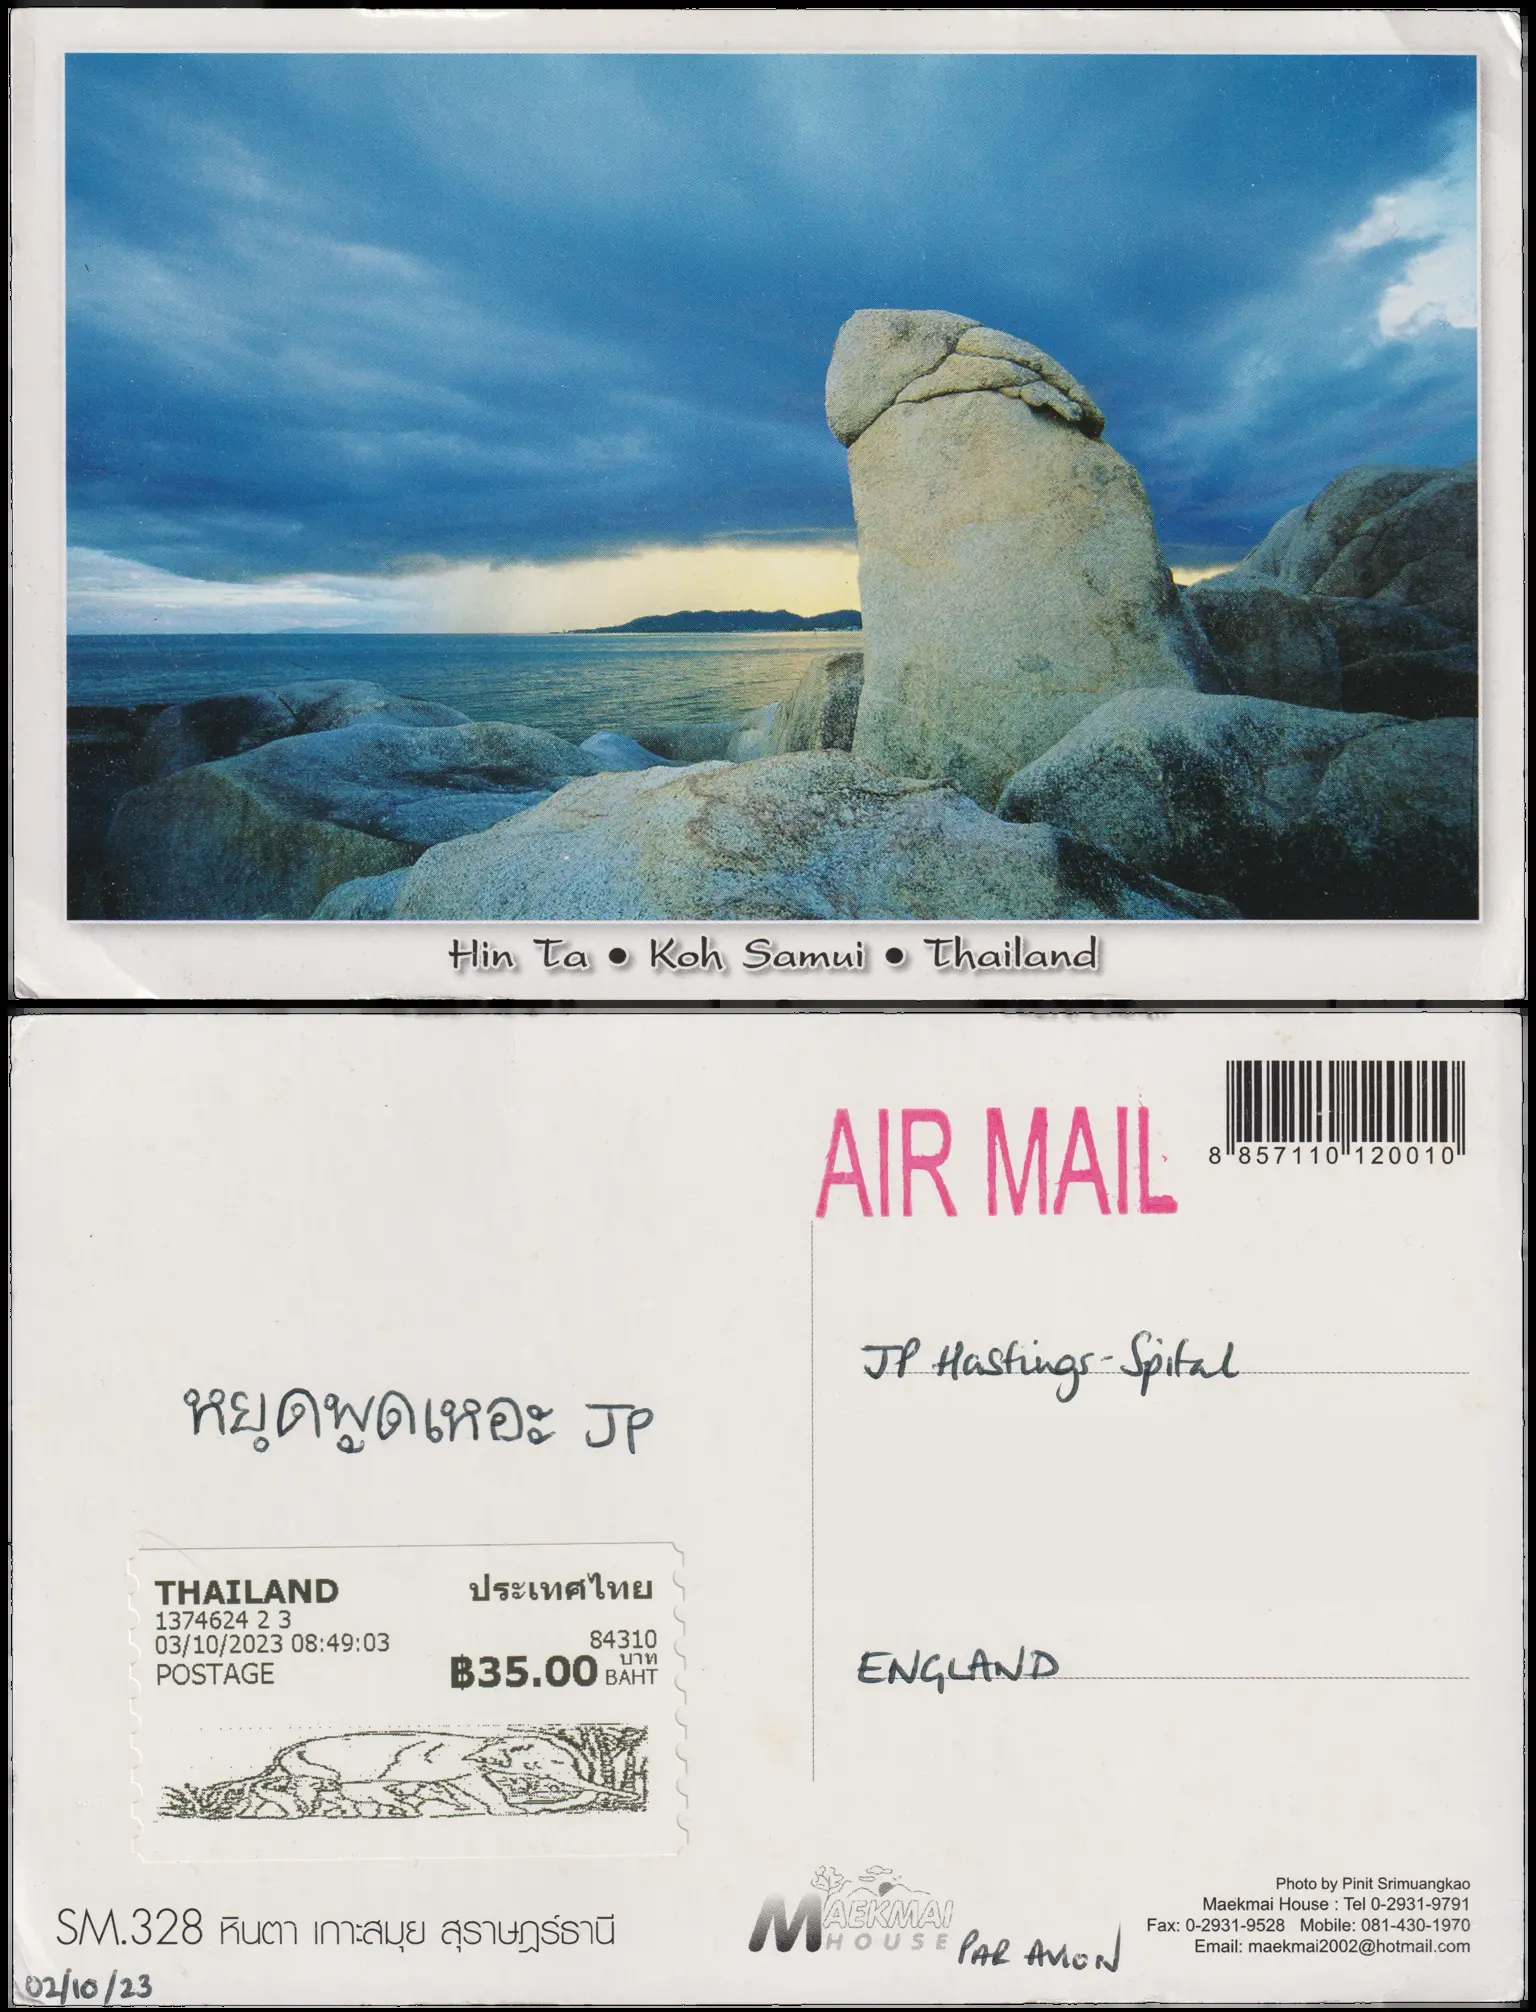 Hin Ta • Koh Samui • Thailand
AIR MAIL
8 857110 120010
JP Hastings-Spital
หยุดพูดเหอะ JP
THAILAND ประเทศไทย
1374624 2 3
03/10/2023 08:49:03 84310
POSTAGE ฿35.00 บาท BAHT
ENGLAND
MAEKMAI HOUSE
PAR AVION
Photo by Pinit Srimuangkao
Maekmai House : Tel 0-2931-9791
Fax: 0-2931-9528 Mobile: 081-430-1970
Email: maekmai2002@hotmail.com
SM.328 หินตา เกาะสมุย สุราษฎร์ธานี
02/10/23